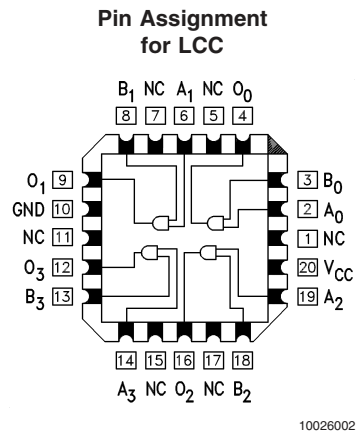 Pin Assignment
for LCC
B1 NC A1 NC O0
8 7 6 5 4
O1 9
GND 10
NC 11
O3 12
B3 13
3 B0
2 A0
1 NC
20 VCC
19 A2
14 15 16 17 18
A3 NC O2 NC B2
10026002